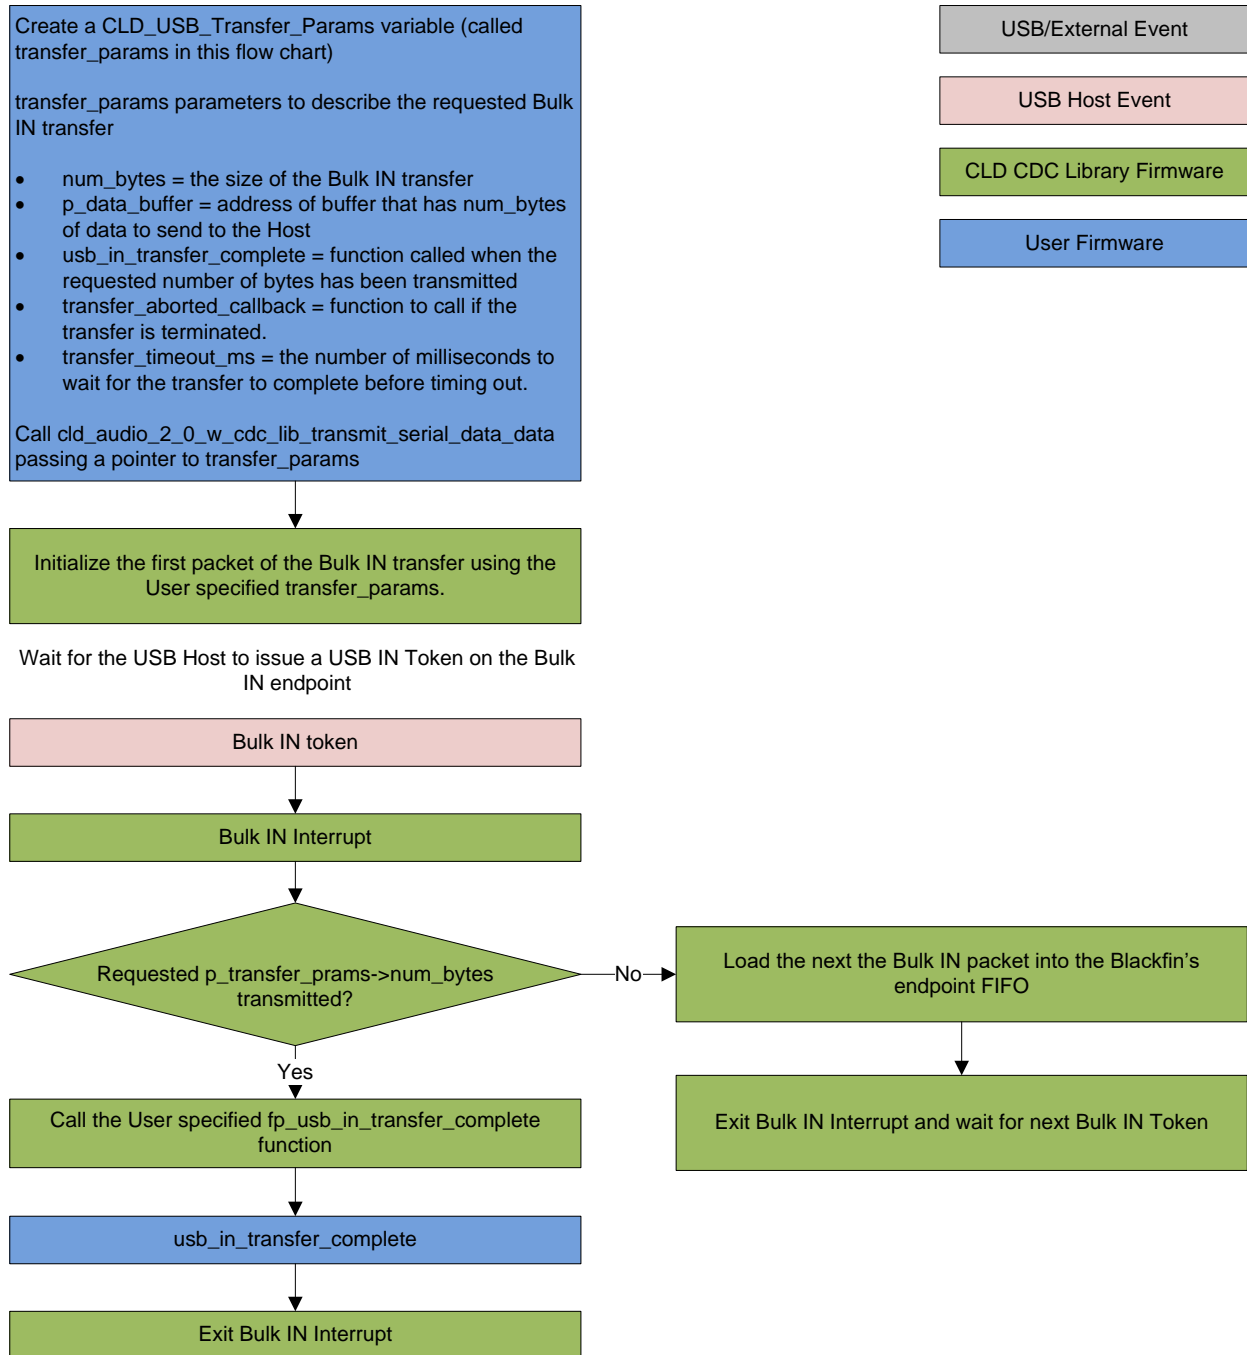 Create a CLD_USB_Transfer_Params variable (called
transfer_params in this flow chart)
transfer_params parameters to describe the requested Bulk
IN transfer
• num_bytes = the size of the Bulk IN transfer
• p_data_buffer = address of buffer that has num_bytes
of data to send to the Host
• usb_in_transfer_complete = function called when the
requested number of bytes has been transmitted
• transfer_aborted_callback = function to call if the
transfer is terminated.
• transfer_timeout_ms = the number of milliseconds to
wait for the transfer to complete before timing out.
Call cld_audio_2_0_w_cdc_lib_transmit_serial_data_data
passing a pointer to transfer_params
USB/External Event
USB Host Event
CLD CDC Library Firmware
User Firmware
Initialize the first packet of the Bulk IN transfer using the
User specified transfer_params.
Wait for the USB Host to issue a USB IN Token on the Bulk
IN endpoint
Bulk IN token
Bulk IN Interrupt
Requested p_transfer_prams->num_bytes
transmitted?
No
Load the next the Bulk IN packet into the Blackfin's
endpoint FIFO
Exit Bulk IN Interrupt and wait for next Bulk IN Token
Yes
Call the User specified fp_usb_in_transfer_complete
function
usb_in_transfer_complete
Exit Bulk IN Interrupt